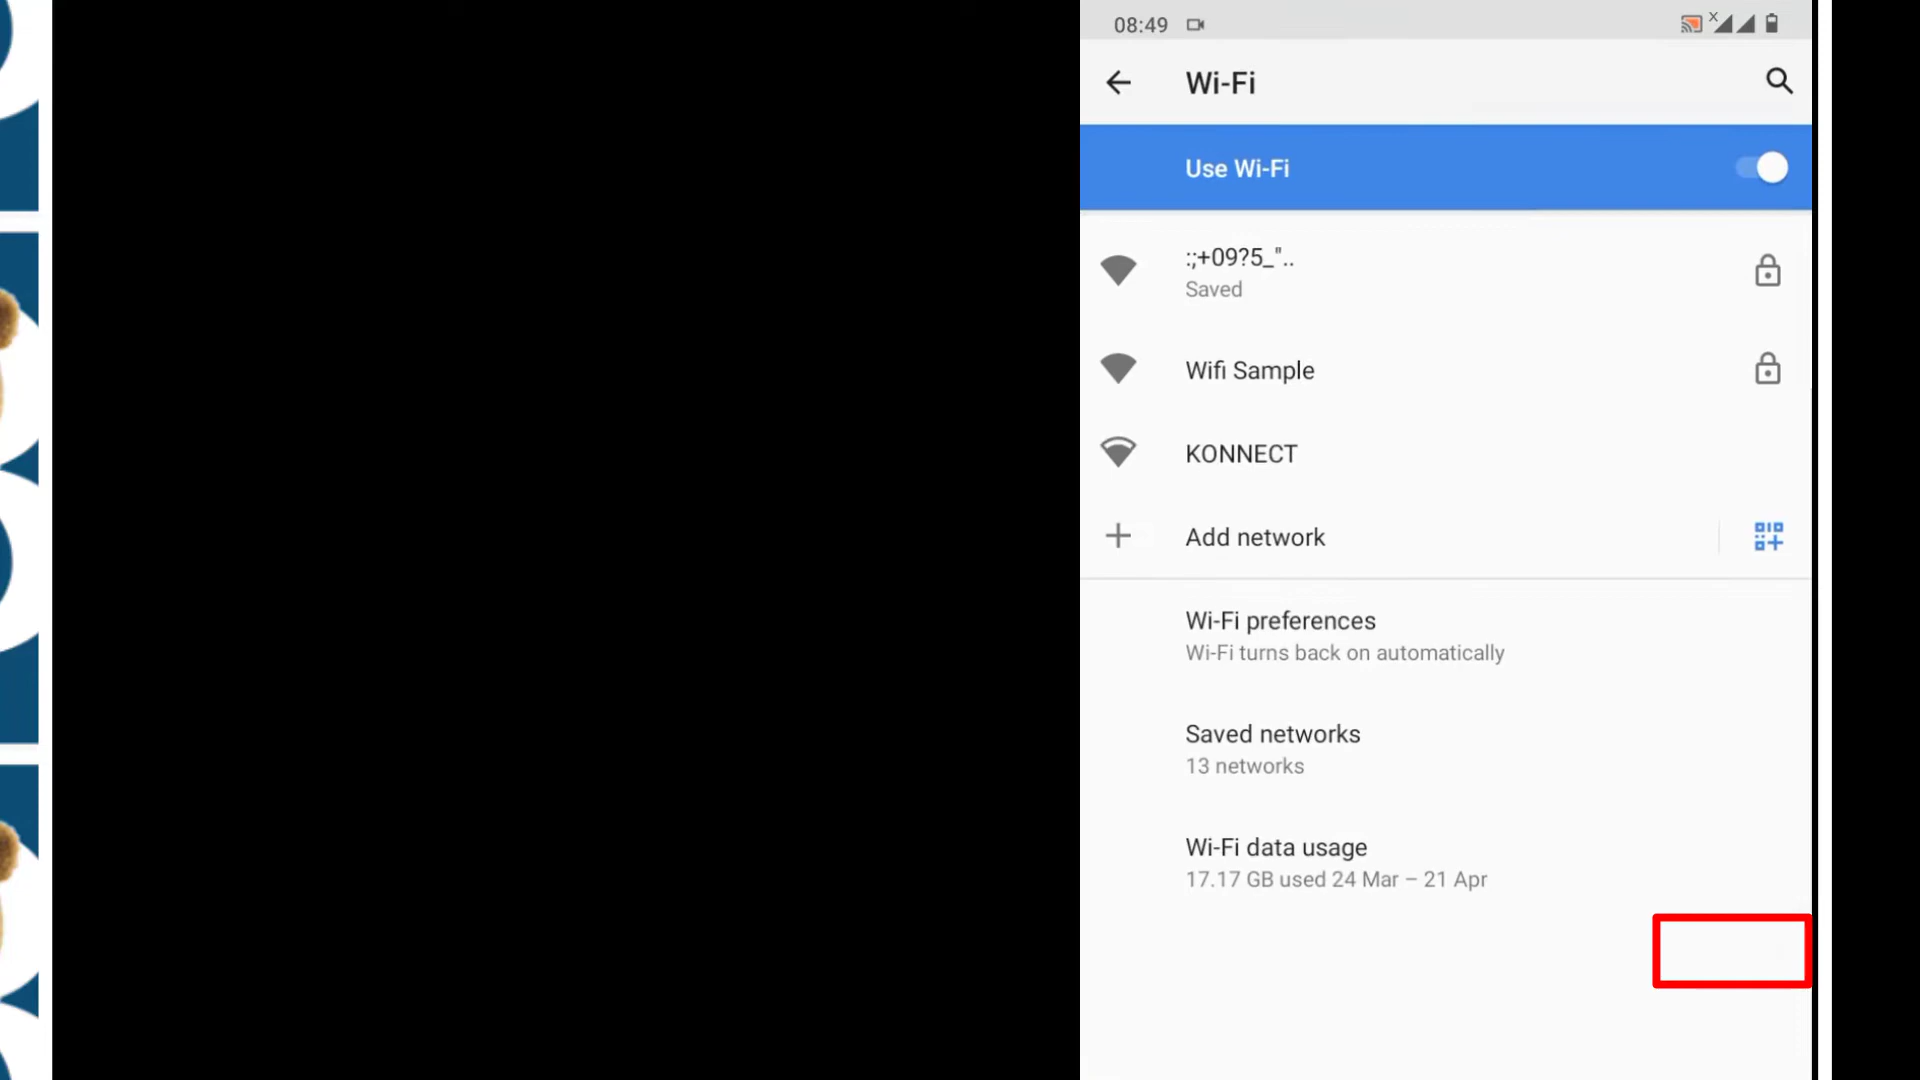 08:49
Wi-Fi
Use Wi-Fi
:;+09?5_"..
Saved
Wifi Sample
KONNECT
Add network
Wi-Fi preferences
Wi-Fi turns back on automatically
Saved networks
13 networks
Wi-Fi data usage
17.17 GB used 24 Mar – 21 Apr